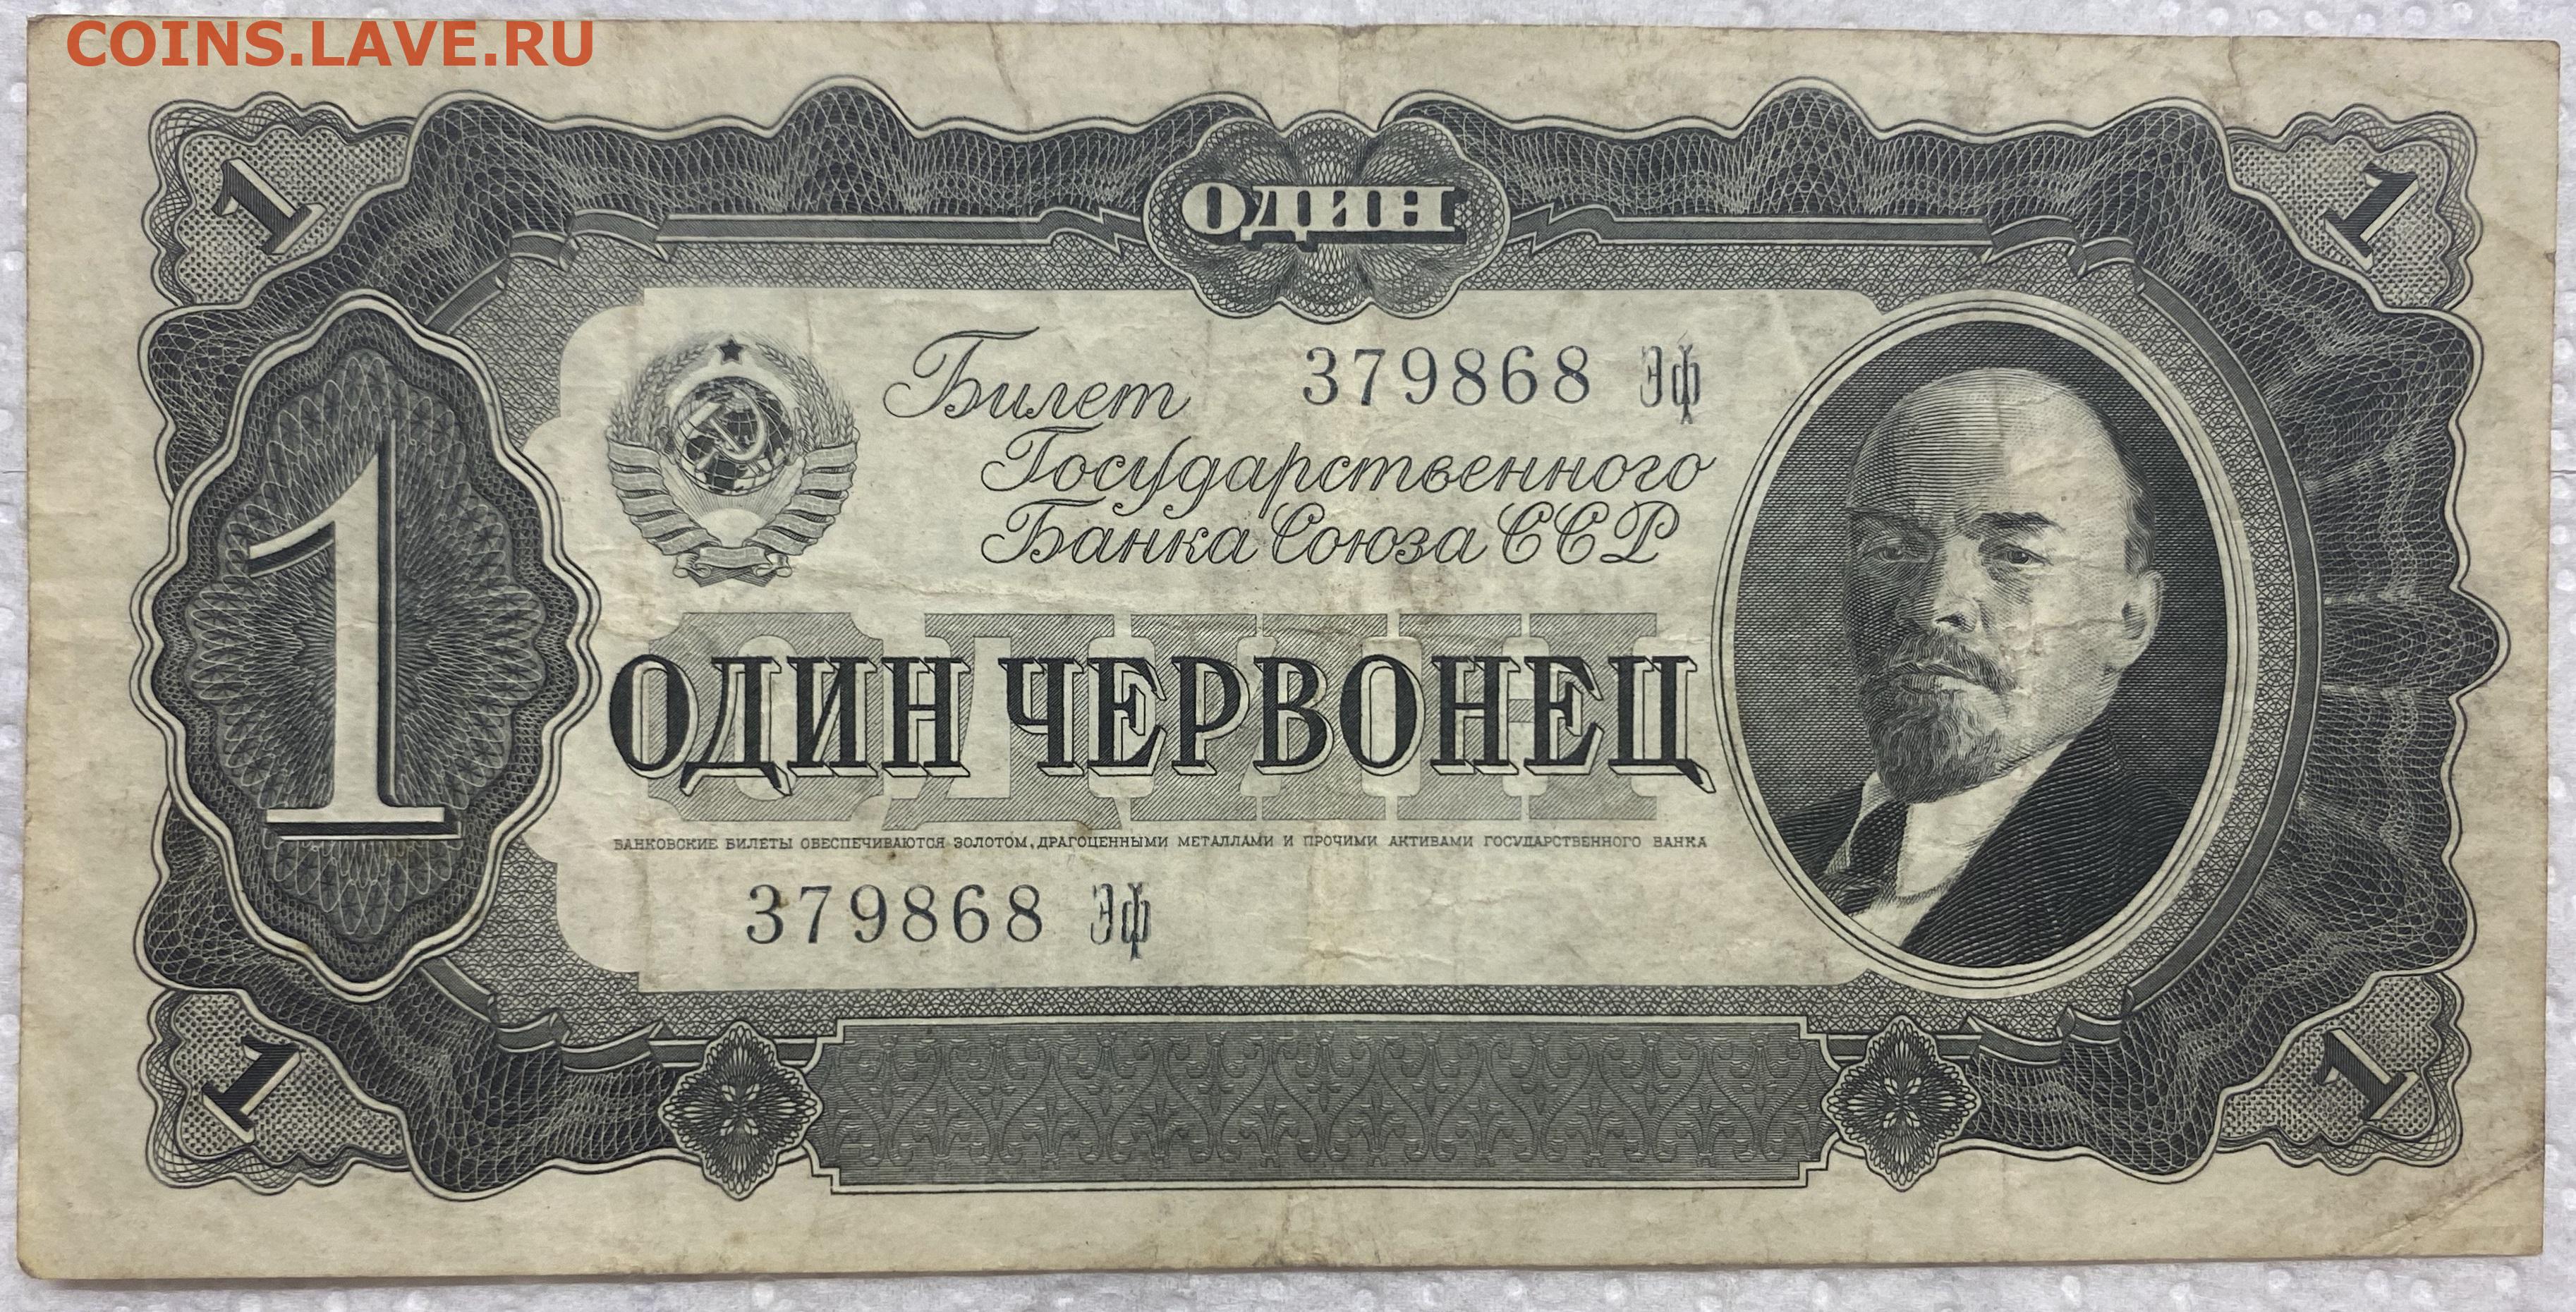 COINS.LAVE.RU
1
ОДИН
1
Билет 379868 Эф
Государственного
Банка Союза ССР
1
ОДИН
ОДИН ЧЕРВОНЕЦ
БАНКОВСКИЕ БИЛЕТЫ ОБЕСПЕЧИВАЮТСЯ ЗОЛОТОМ, ДРАГОЦЕННЫМИ МЕТАЛЛАМИ И ПРОЧИМИ АКТИВАМИ ГОСУДАРСТВЕННОГО БАНКА
379868 Эф
1
1